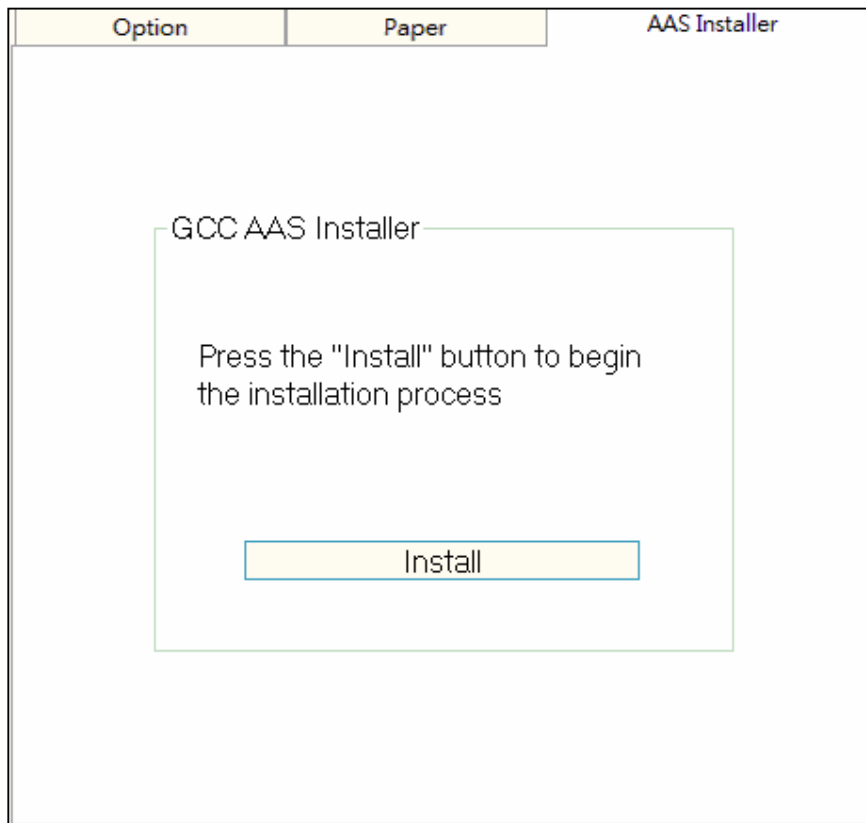 Option
Paper
AAS Installer
GCC AAS Installer
Press the "Install" button to begin
the installation process
Install